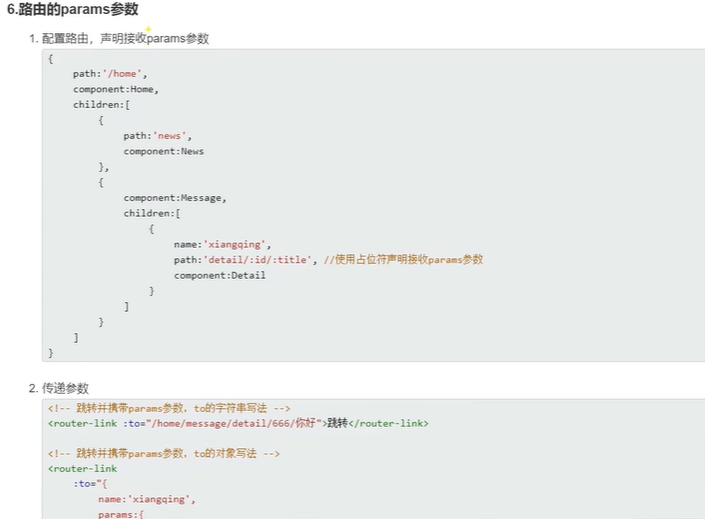 6.路由的params参数
1. 配置路由，声明接收params参数
{
    path:'/home',
    component:Home,
    children:[
        {
            path:'news',
            component:News
        },
        {
            component:Message,
            children:[
                {
                    name:'xiangqing',
                    path:'detail/:id/:title', //使用占位符声明接收params参数
                    component:Detail
                }
            ]
        }
    ]
}
2. 传递参数
<!-- 跳转并携带params参数，to的字符串写法 -->
<router-link :to="/home/message/detail/666/你好">跳转</router-link>
<!-- 跳转并携带params参数，to的对象写法 -->
<router-link
    :to="{
        name:'xiangqing',
        params:{